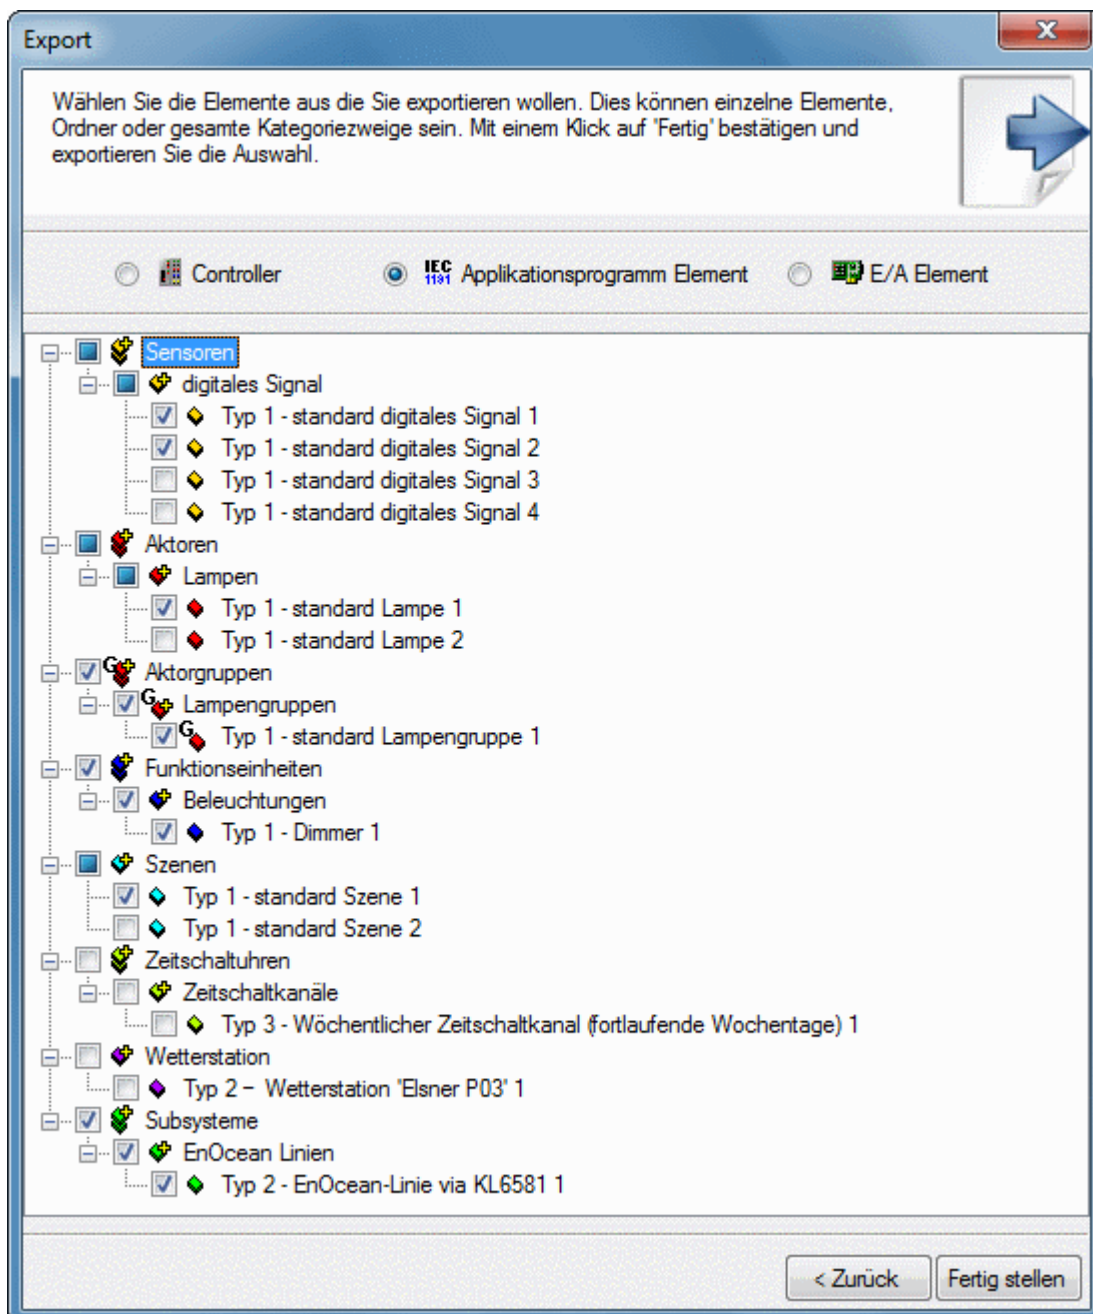 Export
Wählen Sie die Elemente aus die Sie exportieren wollen. Dies können einzelne Elemente,
Ordner oder gesamte Kategoriezweige sein. Mit einem Klick auf 'Fertig' bestätigen und
exportieren Sie die Auswahl.
Controller IEC 1131 Applikationsprogramm Element E/A Element
Sensoren
digitales Signal
Typ 1 - standard digitales Signal 1
Typ 1 - standard digitales Signal 2
Typ 1 - standard digitales Signal 3
Typ 1 - standard digitales Signal 4
Aktoren
Lampen
Typ 1 - standard Lampe 1
Typ 1 - standard Lampe 2
G Aktorgruppen
G Lampengruppen
G Typ 1 - standard Lampengruppe 1
Funktionseinheiten
Beleuchtungen
Typ 1 - Dimmer 1
Szenen
Typ 1 - standard Szene 1
Typ 1 - standard Szene 2
Zeitschaltuhren
Zeitschaltkanäle
Typ 3 - Wöchentlicher Zeitschaltkanal (fortlaufende Wochentage) 1
Wetterstation
Typ 2 – Wetterstation 'Elsner P03' 1
Subsysteme
EnOcean Linien
Typ 2 - EnOcean-Linie via KL6581 1
< Zurück Fertig stellen